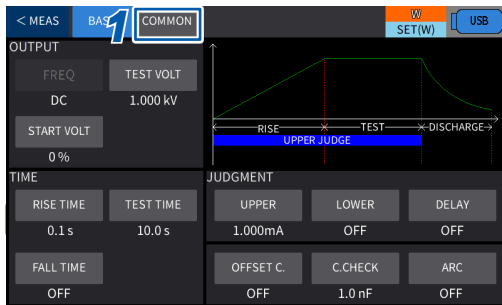 < MEAS BAS 1 COMMON W SET(W) USB
OUTPUT
FREQ TEST VOLT
DC 1.000 kV
START VOLT
0 %
RISE TEST DISCHARGE
UPPER JUDGE
TIME JUDGMENT
RISE TIME TEST TIME UPPER LOWER DELAY
0.1 s 10.0 s 1.000mA OFF OFF
FALL TIME OFFSET C. C.CHECK ARC
OFF OFF 1.0 nF OFF